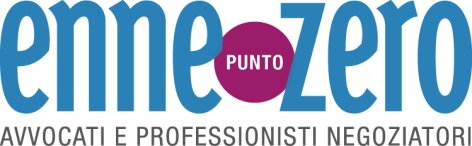 enne PUNTO zero
AVVOCATI E PROFESSIONISTI NEGOZIATORI